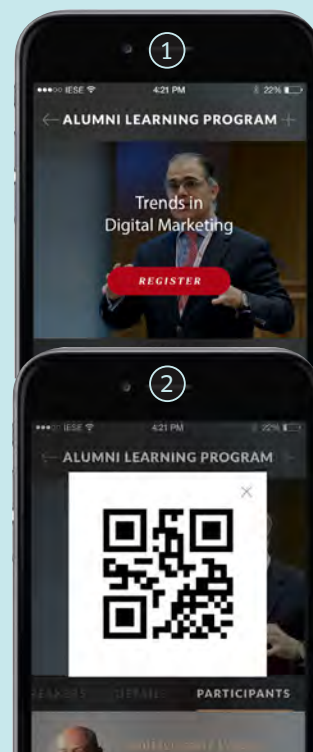 1
IESE 4:21 PM 22%
← ALUMNI LEARNING PROGRAM +
Trends in
Digital Marketing
REGISTER
2
IESE 4:21 PM 22%
← ALUMNI LEARNING PROGRAM +
×
DETAIL PARTICIPANTS